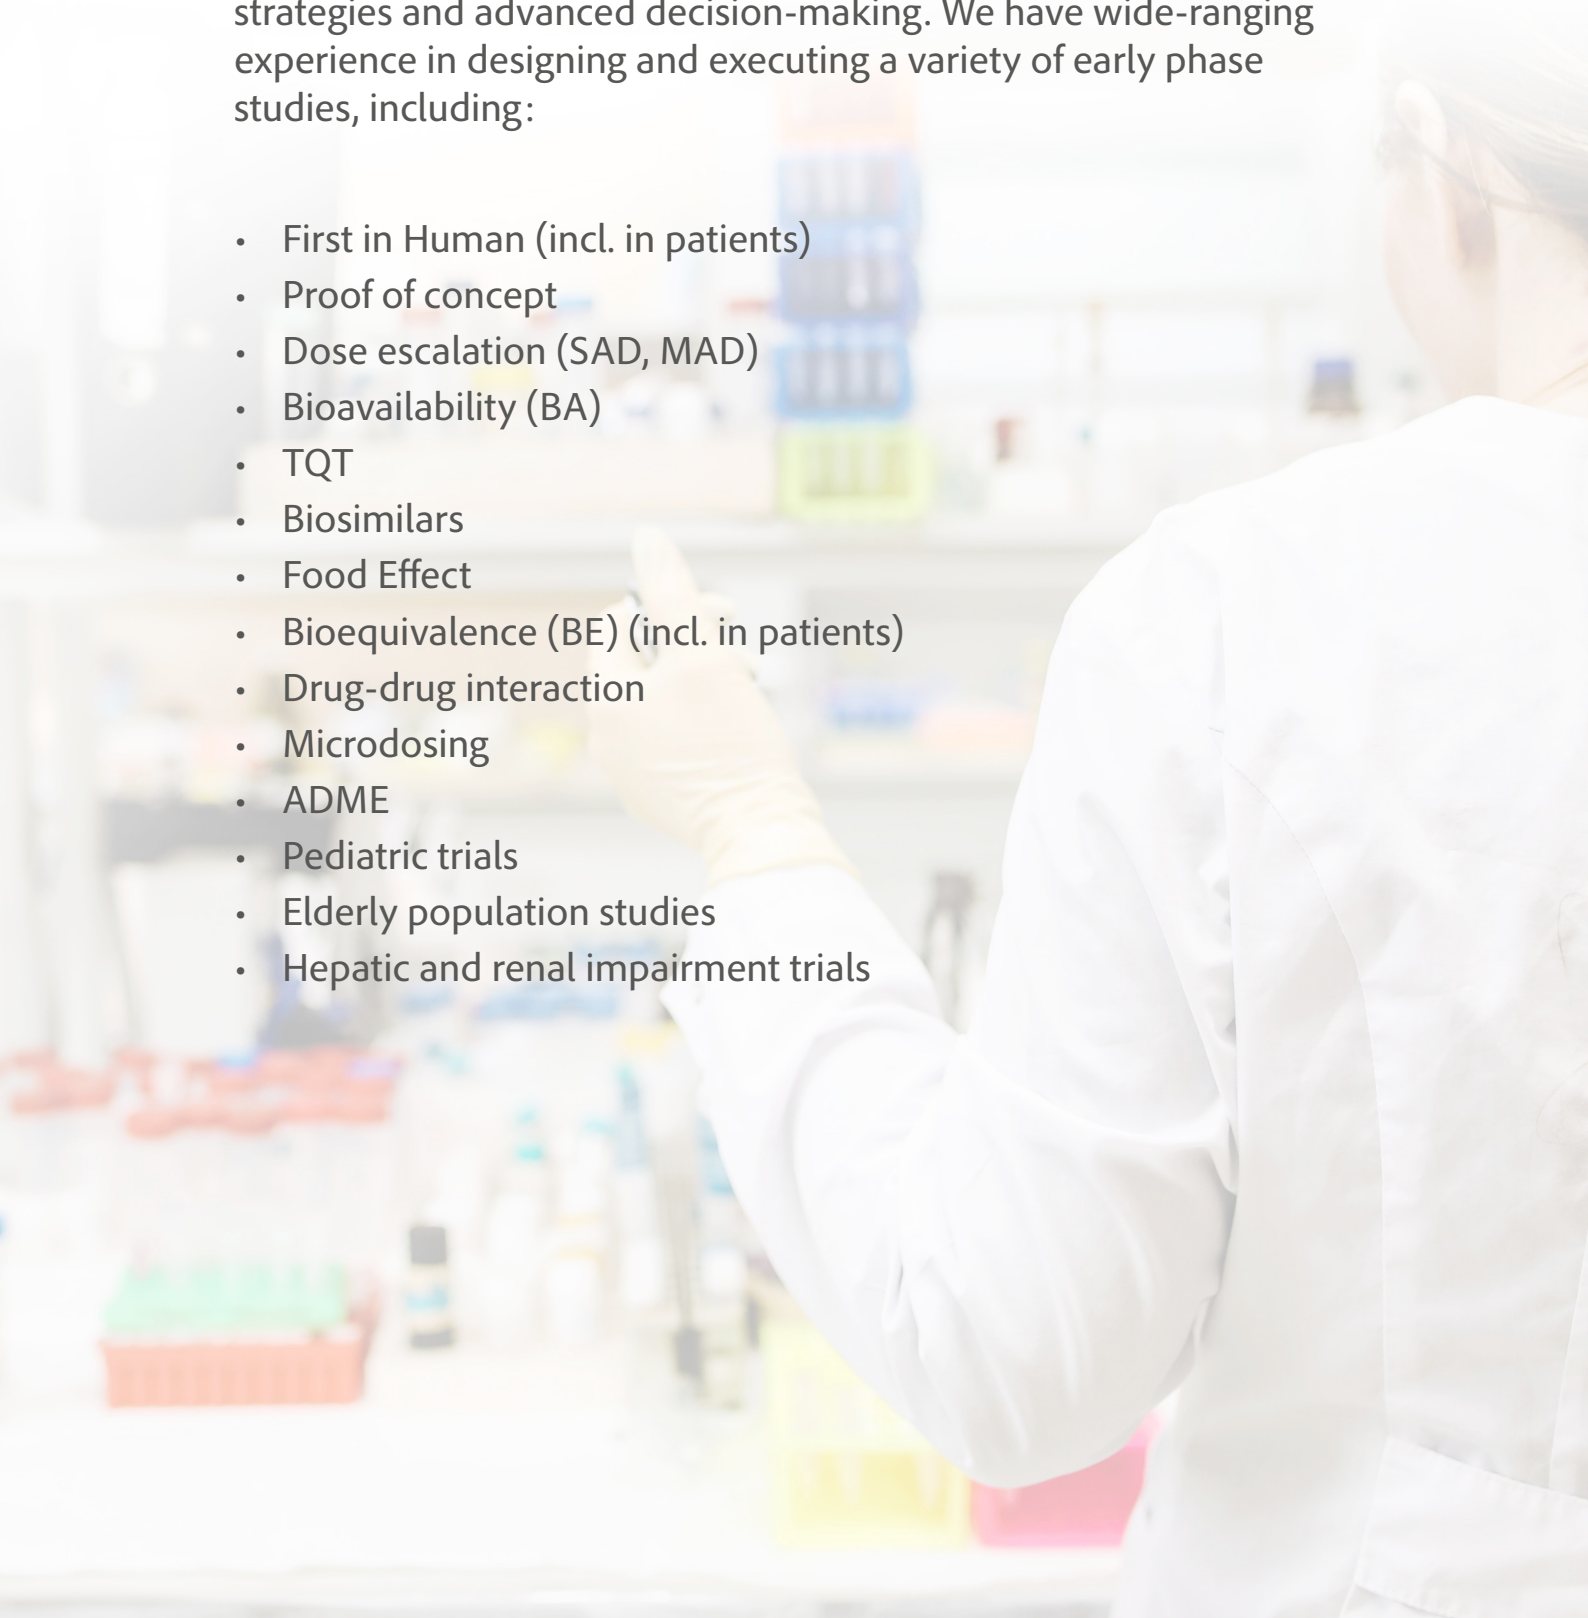 strategies and advanced decision-making. We have wide-ranging
experience in designing and executing a variety of early phase
studies, including:
• First in Human (incl. in patients)
• Proof of concept
• Dose escalation (SAD, MAD)
• Bioavailability (BA)
• TQT
• Biosimilars
• Food Effect
• Bioequivalence (BE) (incl. in patients)
• Drug-drug interaction
• Microdosing
• ADME
• Pediatric trials
• Elderly population studies
• Hepatic and renal impairment trials